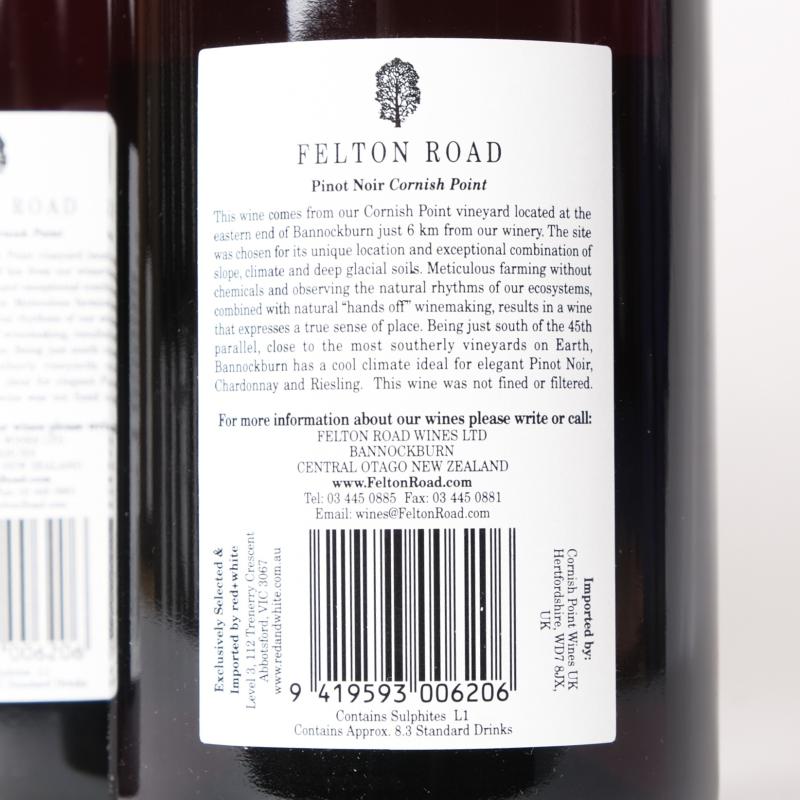 FELTON ROAD
Pinot Noir Cornish Point
This wine comes from our Cornish Point vineyard located at the
eastern end of Bannockburn just 6 km from our winery. The site
was chosen for its unique location and exceptional combination of
slope, climate and deep glacial soils. Meticulous farming without
chemicals and observing the natural rhythms of our ecosystems,
combined with natural “hands off” winemaking, results in a wine
that expresses a true sense of place. Being just south of the 45th
parallel, close to the most southerly vineyards on Earth,
Bannockburn has a cool climate ideal for elegant Pinot Noir,
Chardonnay and Riesling. This wine was not fined or filtered.
For more information about our wines please write or call:
FELTON ROAD WINES LTD
BANNOCKBURN
CENTRAL OTAGO NEW ZEALAND
www.FeltonRoad.com
Tel: 03 445 0885 Fax: 03 445 0881
Email: wines@FeltonRoad.com
Exclusively Selected &
Imported by red+white
Level 3, 112 Trenerry Crescent
Abbotsford, VIC 3067
www.redandwhite.com.au
Imported by:
Cornish Point Wines UK
Hertfordshire, WD7 8JX,
UK
9 419593 006206
Contains Sulphites L1
Contains Approx. 8.3 Standard Drinks
ROAD
Cornish Point
006206
Standard Drinks